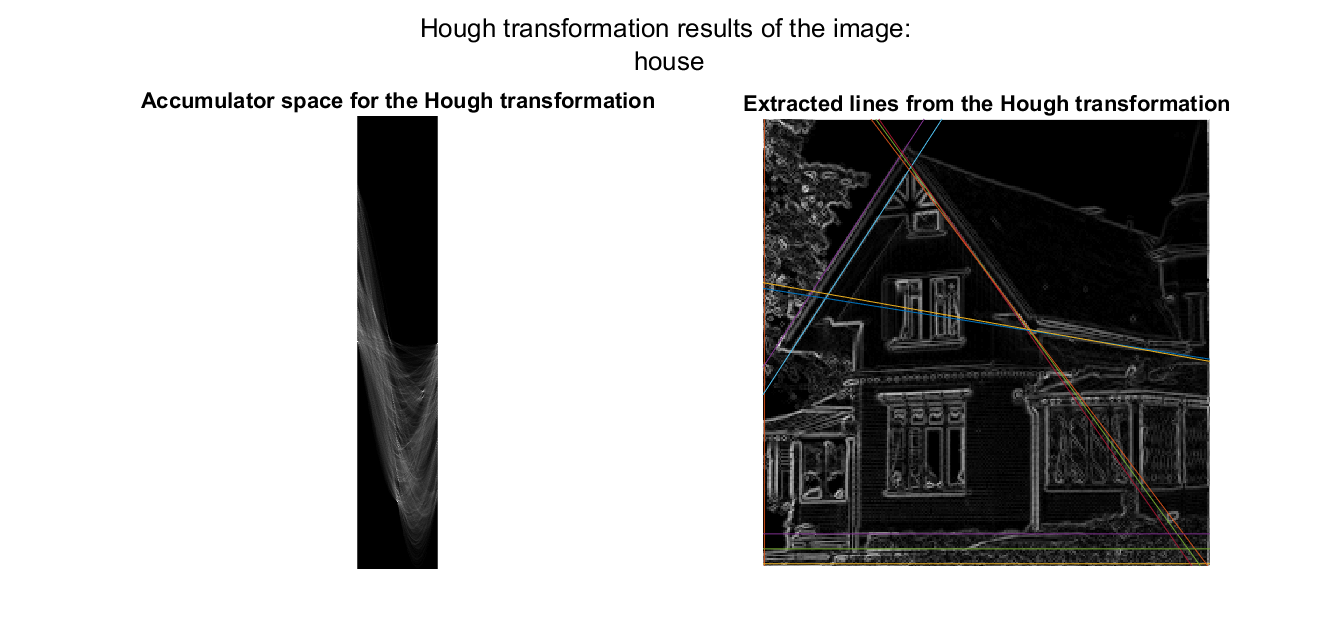 Hough transformation results of the image:
house
Accumulator space for the Hough transformation
Extracted lines from the Hough transformation